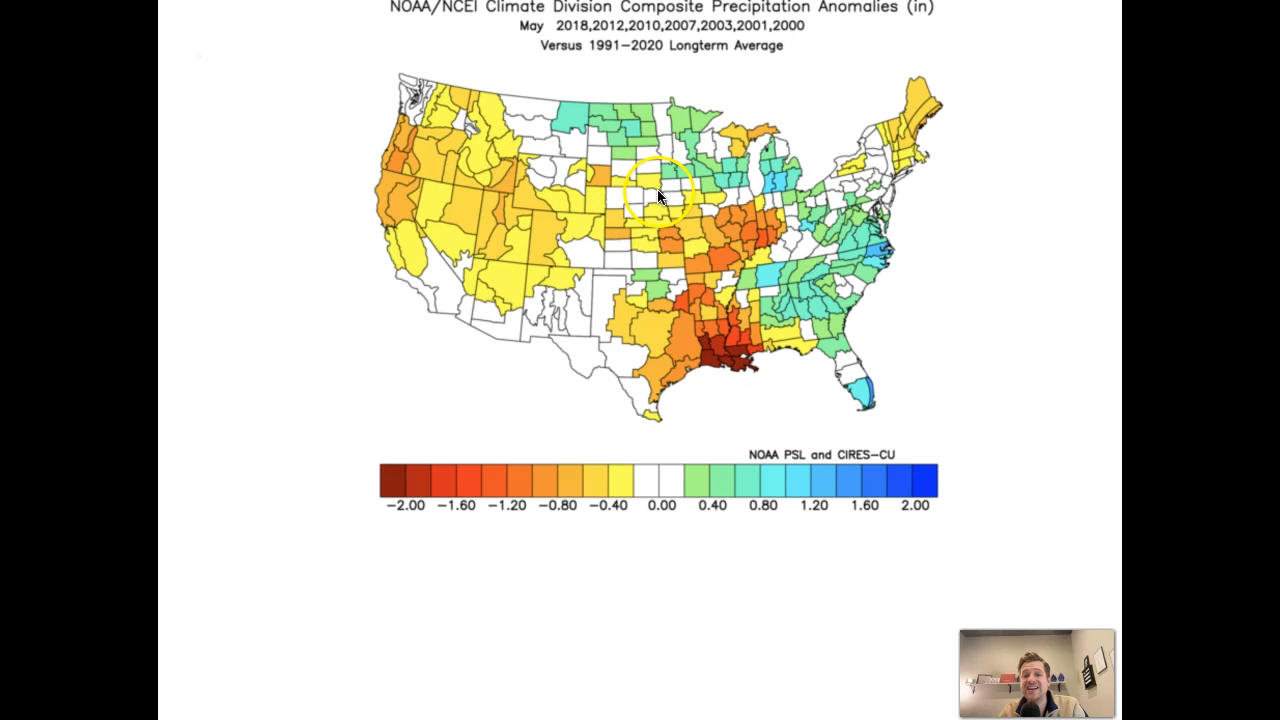 NOAA/NCEI Climate Division Composite Precipitation Anomalies (in)
May 2018,2012,2010,2007,2003,2001,2000
Versus 1991−2020 Longterm Average
NOAA PSL and CIRES−CU
−2.00 −1.60 −1.20 −0.80 −0.40 0.00 0.40 0.80 1.20 1.60 2.00